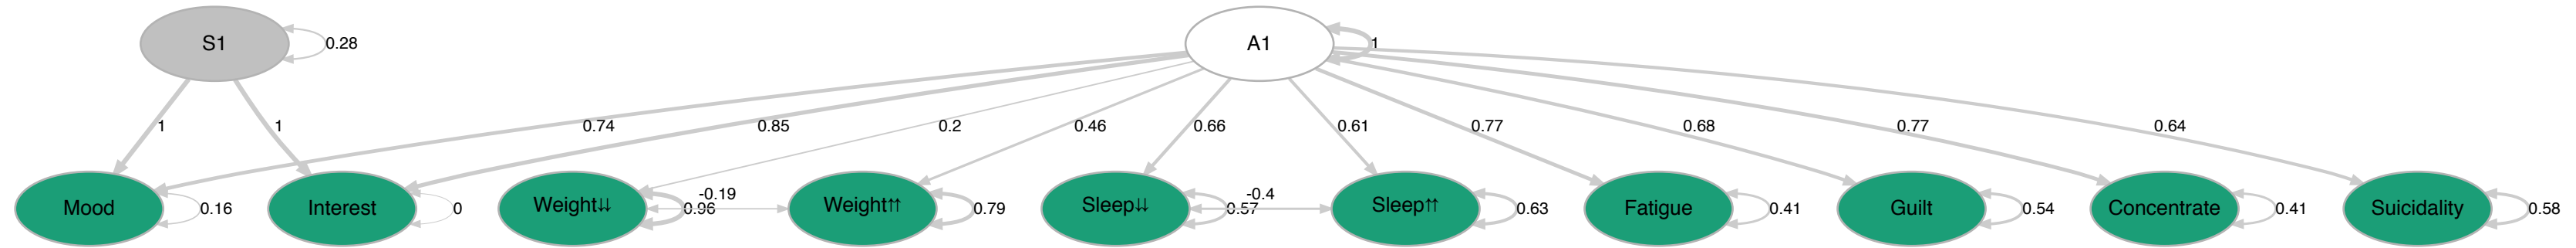 S1
0.28
A1
1
1
1
0.74
0.85
0.2
0.46
0.66
0.61
0.77
0.68
0.77
0.64
Mood
0.16
Interest
0
Weight⇊
0.96
-0.19
Weight⇈
0.79
Sleep⇊
0.57
-0.4
Sleep⇈
0.63
Fatigue
0.41
Guilt
0.54
Concentrate
0.41
Suicidality
0.58